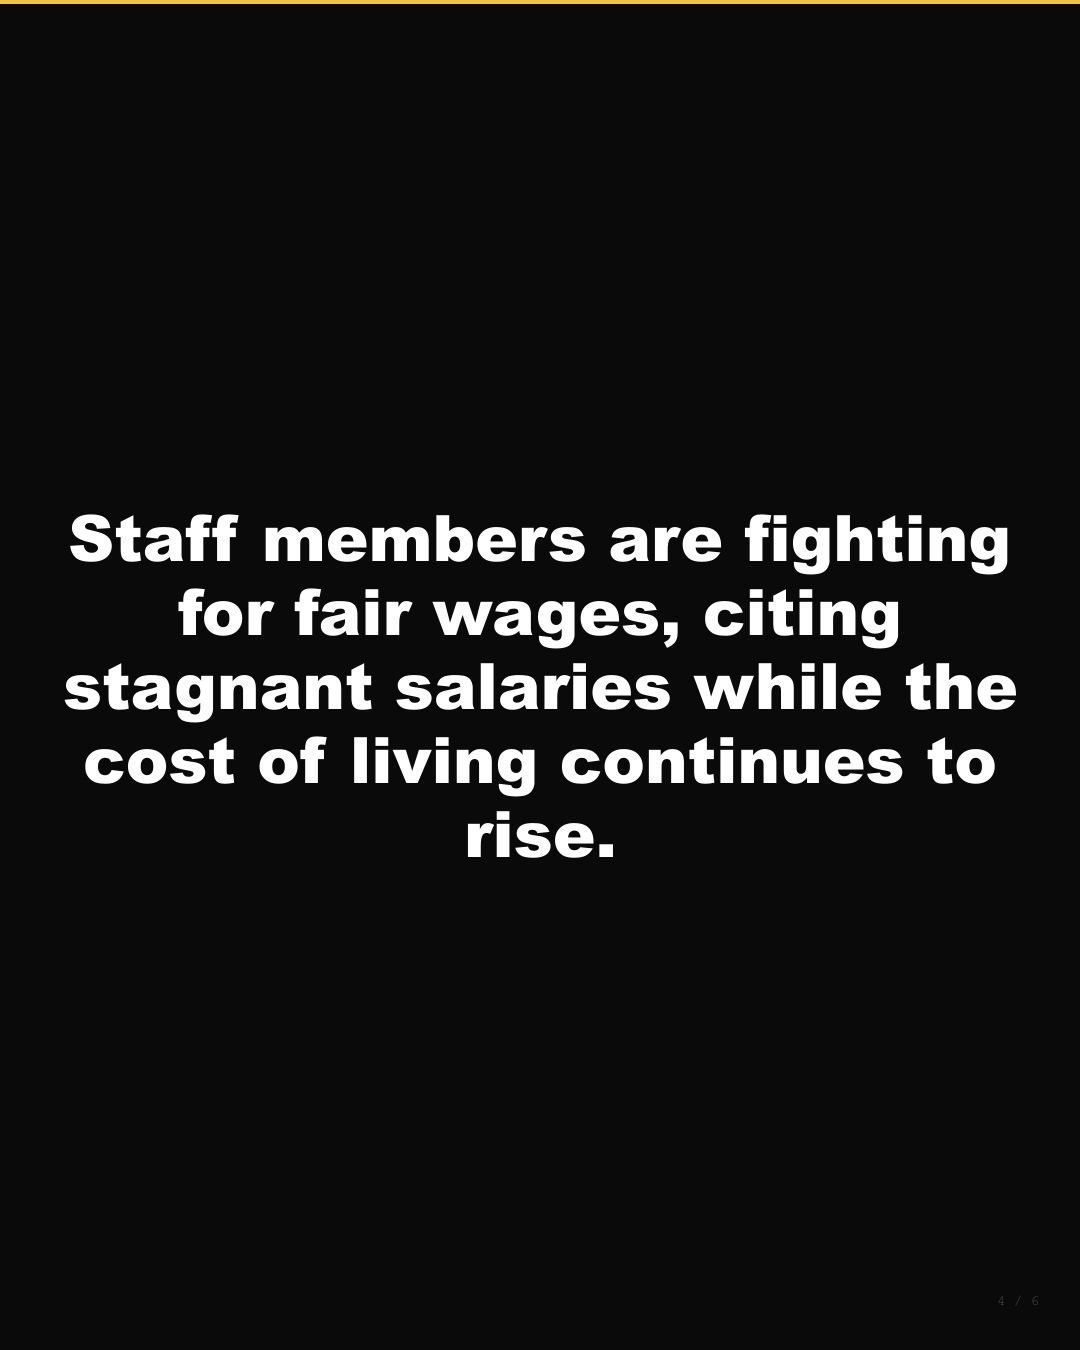 Staff members are fighting
for fair wages, citing
stagnant salaries while the
cost of living continues to
rise.
4 / 6